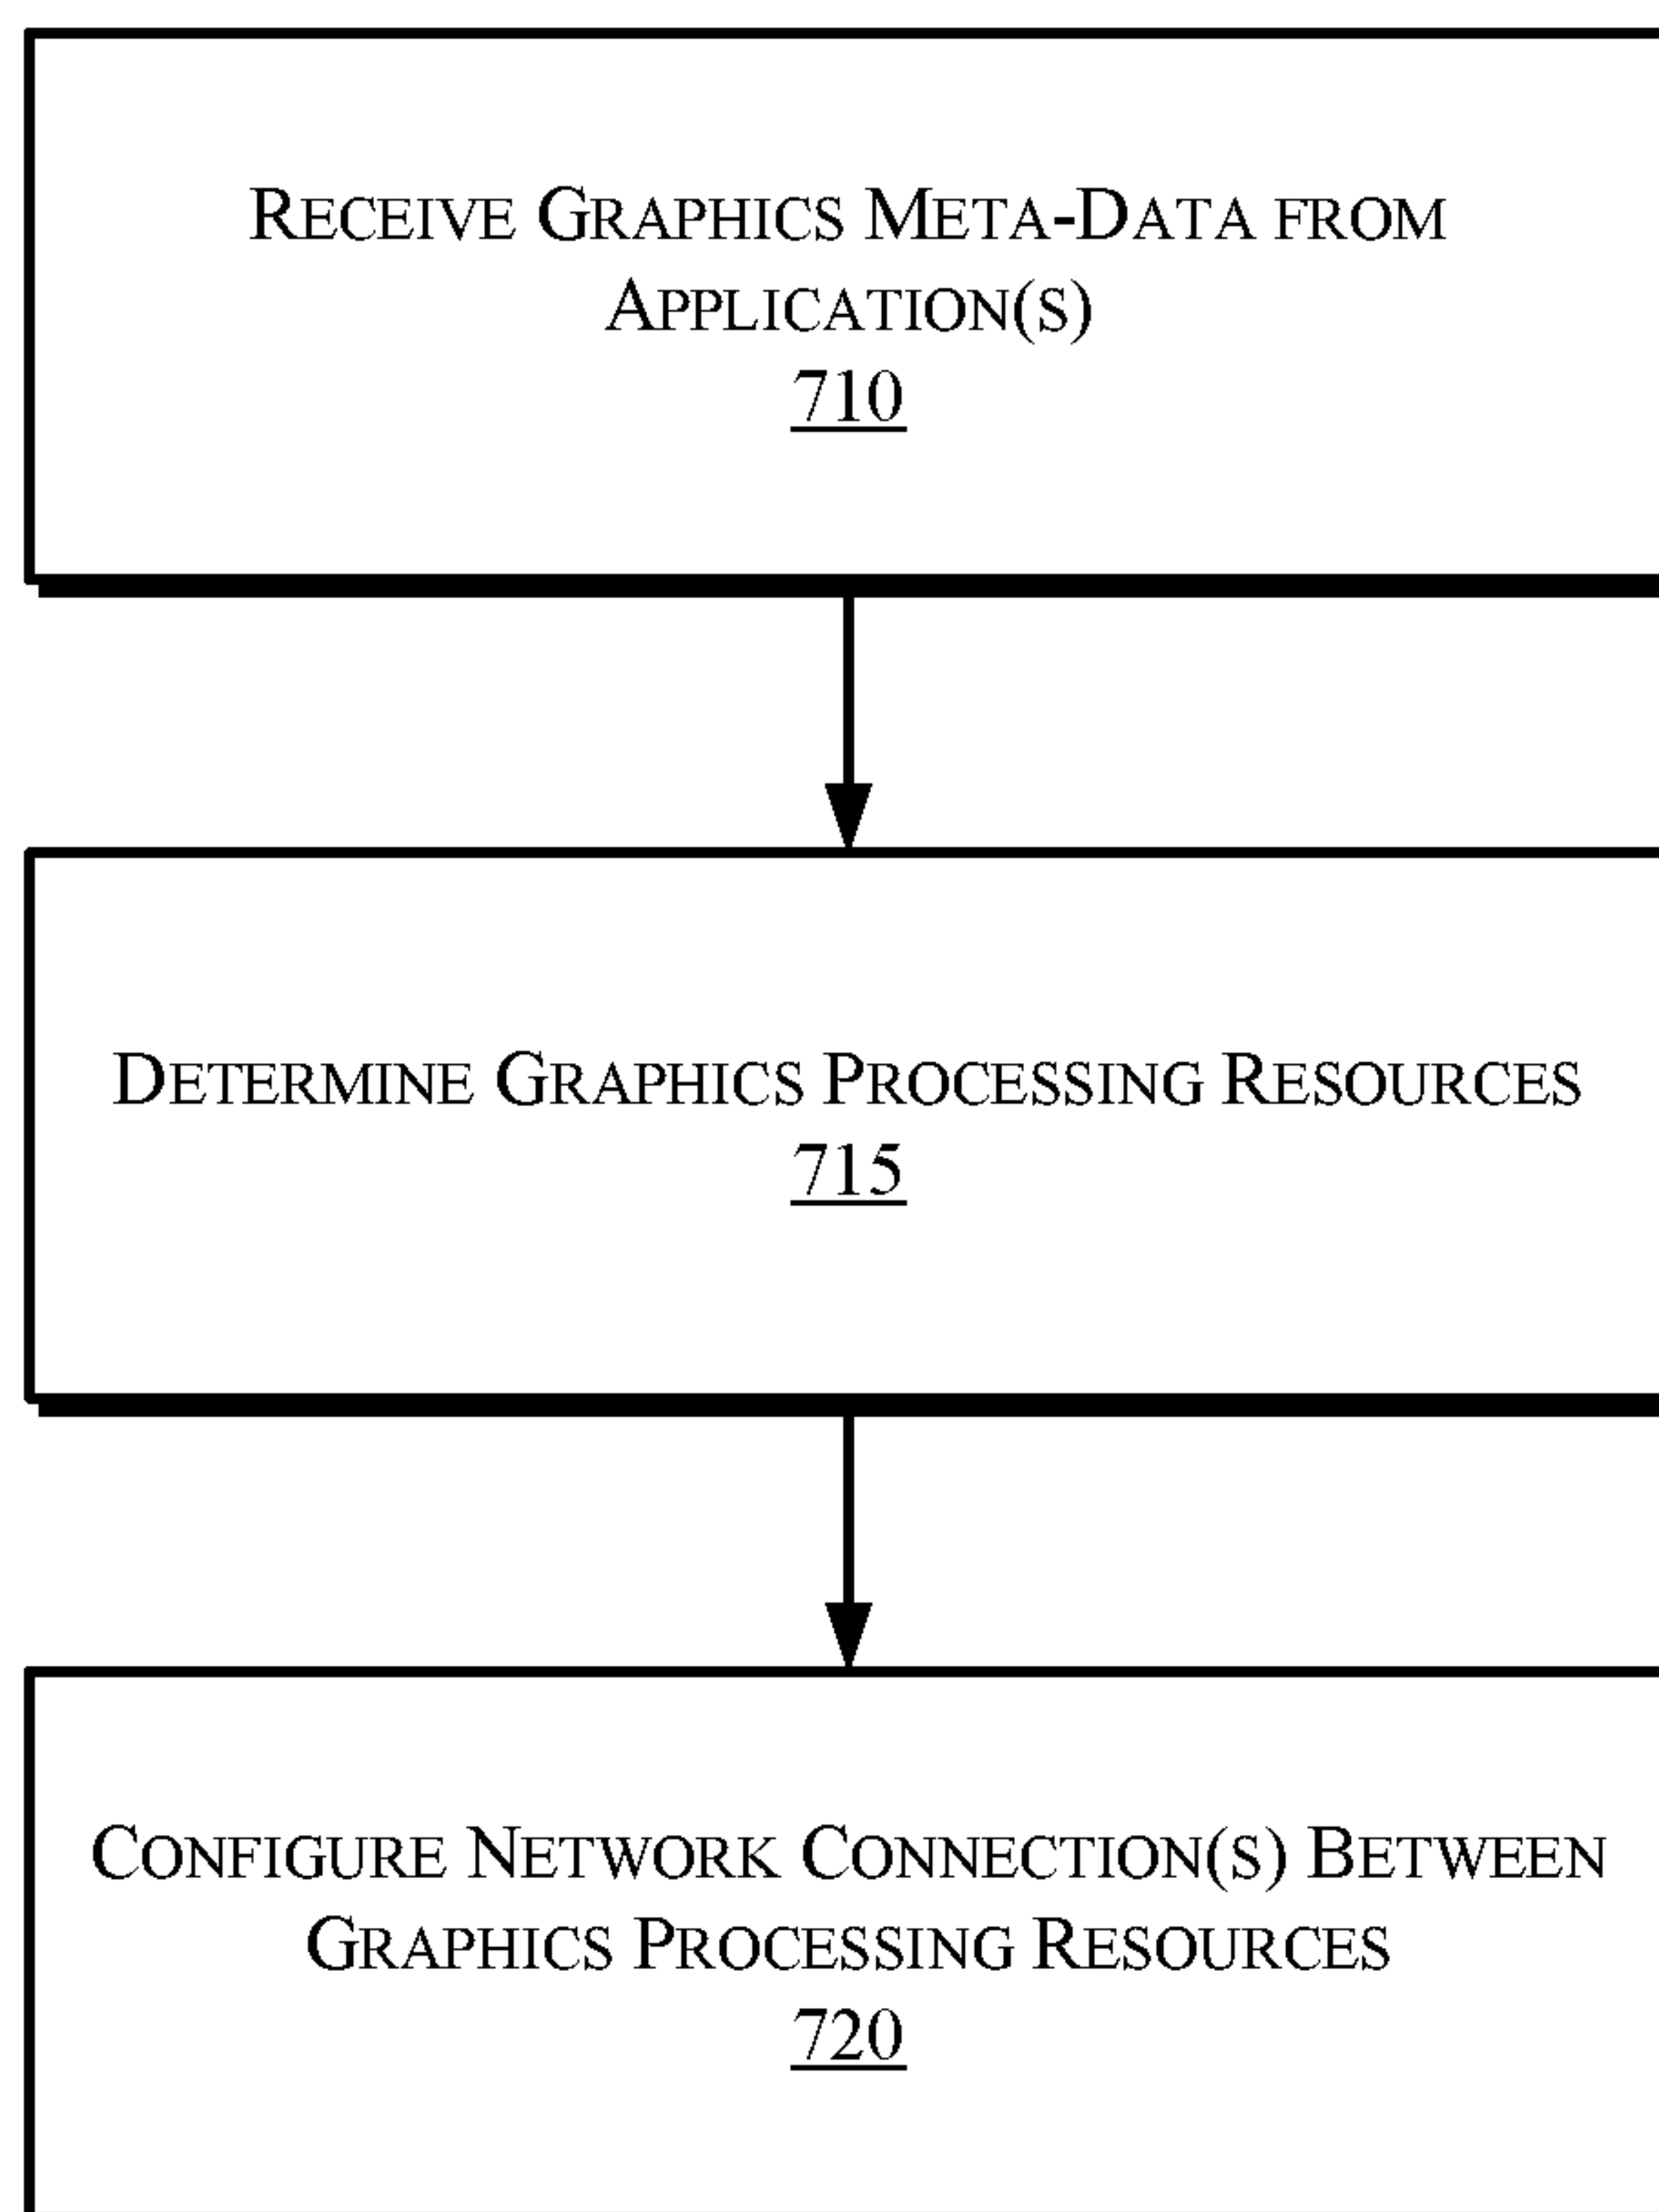 Receive Graphics Meta-Data from
Application(s)
710
Determine Graphics Processing Resources
715
Configure Network Connection(s) Between
Graphics Processing Resources
720